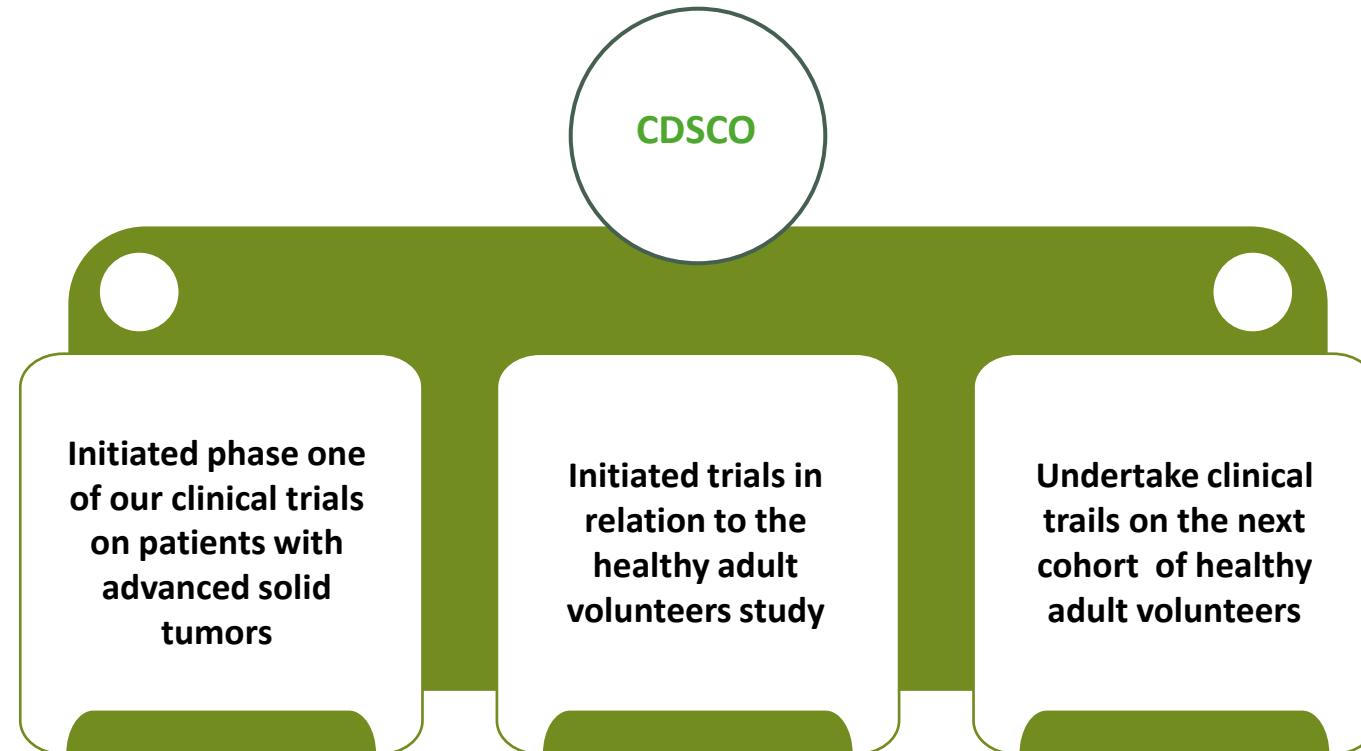 CDSCO
Initiated phase one
of our clinical trials
on patients with
advanced solid
tumors
Initiated trials in
relation to the
healthy adult
volunteers study
Undertake clinical
trails on the next
cohort  of healthy
adult volunteers